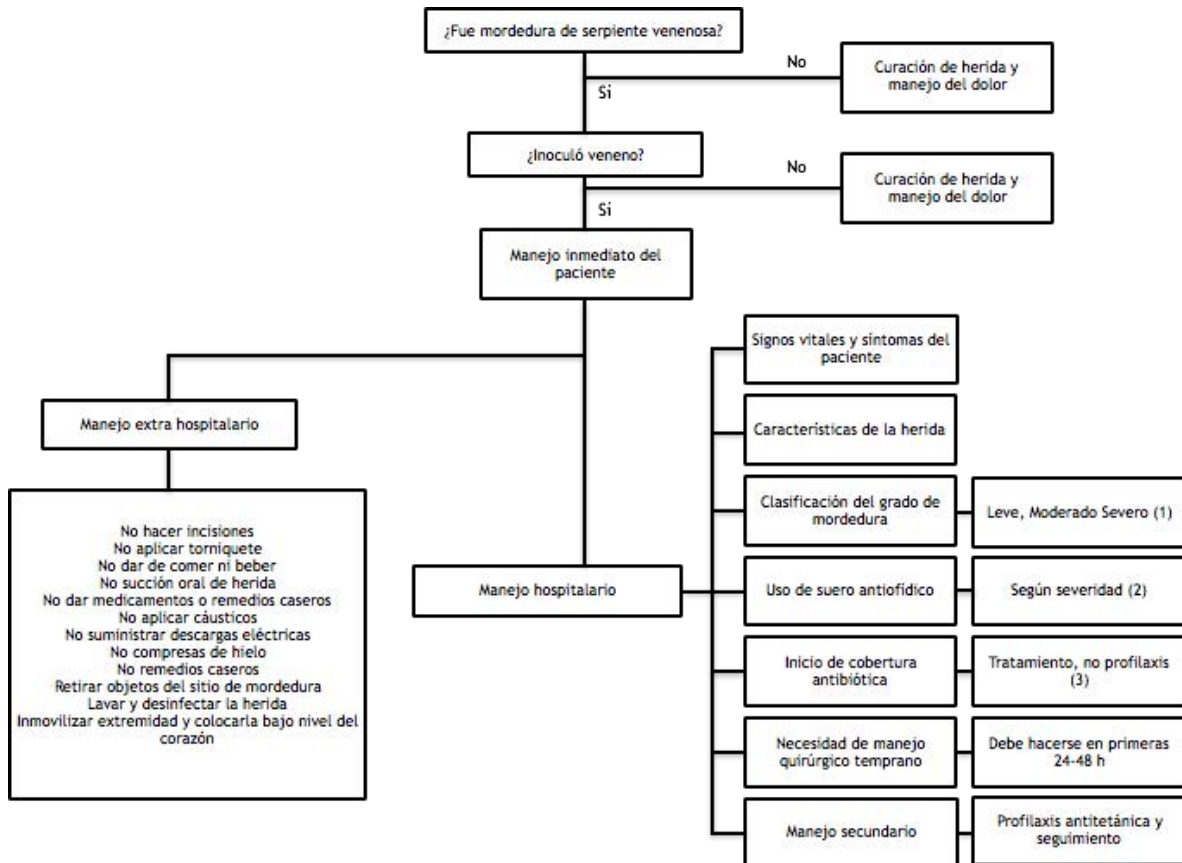 ¿Fue mordedura de serpiente venenosa?
No
Curación de herida y
manejo del dolor
Si
¿Inoculó veneno?
No
Curación de herida y
manejo del dolor
Si
Manejo inmediato del
paciente
Manejo extra hospitalario
No hacer incisiones
No aplicar torniquete
No dar de comer ni beber
No succión oral de herida
No dar medicamentos o remedios caseros
No aplicar cáusticos
No suministrar descargas eléctricas
No compresas de hielo
No remedios caseros
Retirar objetos del sitio de mordedura
Lavar y desinfectar la herida
Inmovilizar extremidad y colocarla bajo nivel del
corazón
Manejo hospitalario
Signos vitales y síntomas del
paciente
Características de la herida
Clasificación del grado de
mordedura
Leve, Moderado Severo (1)
Uso de suero antiofídico
Según severidad (2)
Inicio de cobertura
antibiótica
Tratamiento, no profilaxis
(3)
Necesidad de manejo
quirúrgico temprano
Debe hacerse en primeras
24-48 h
Manejo secundario
Profilaxis antitetánica y
seguimiento